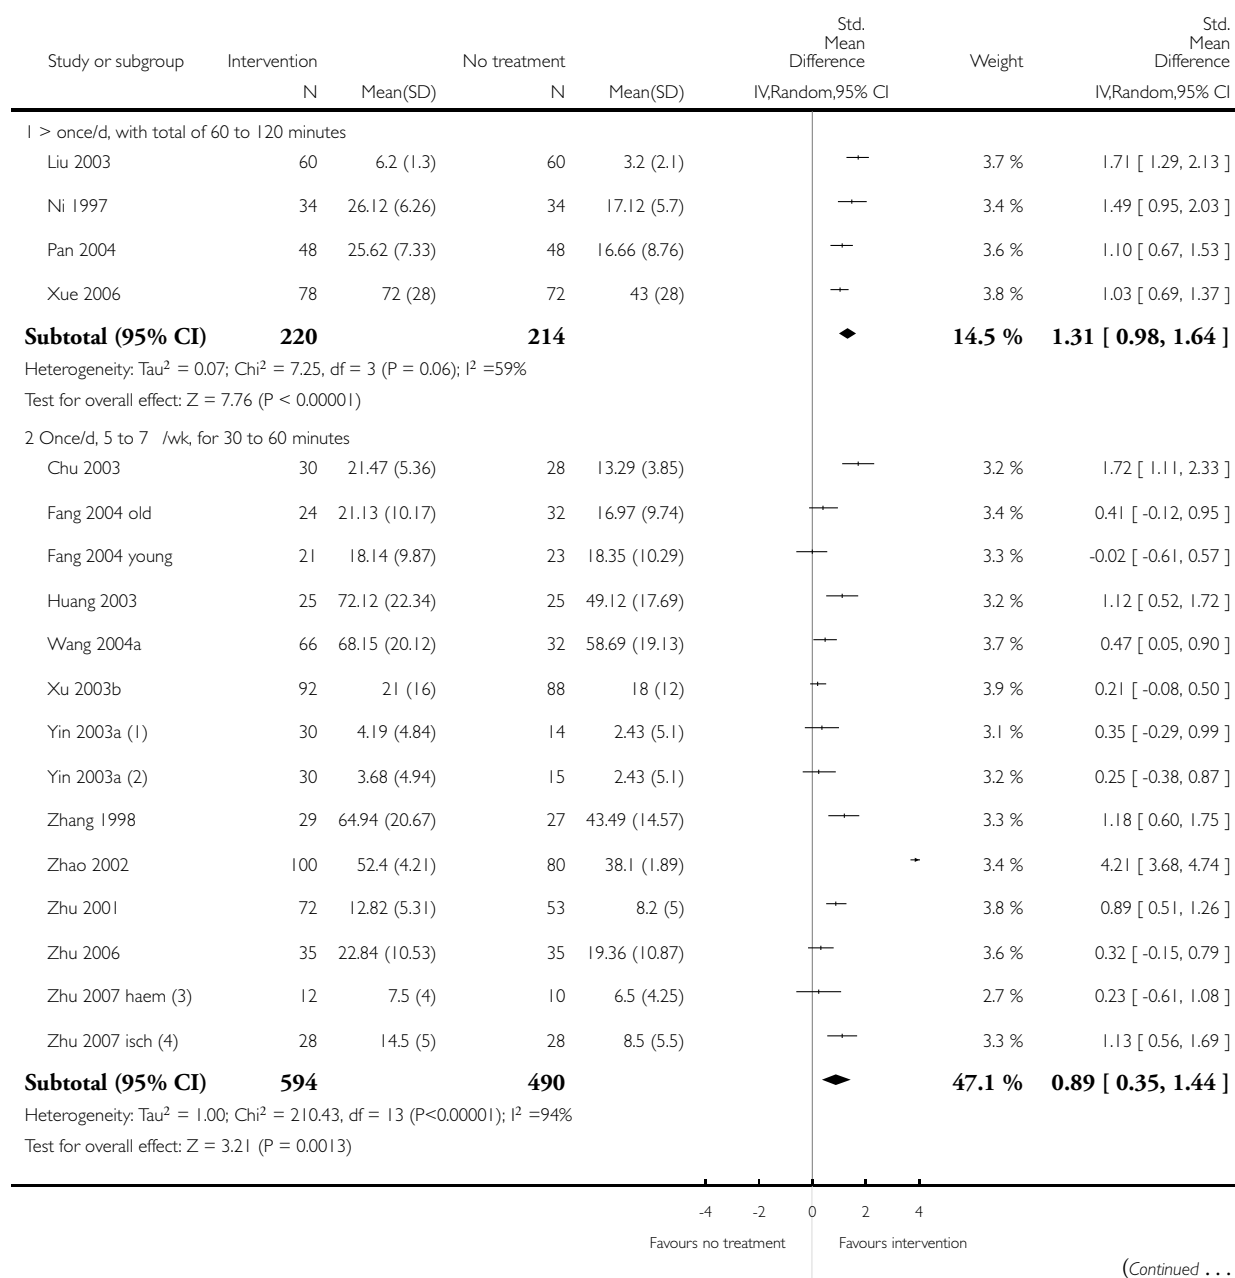 Study or subgroup Intervention No treatment Std. Mean Difference Weight Std. Mean Difference
N Mean(SD) N Mean(SD) IV,Random,95% CI IV,Random,95% CI
1 > once/d, with total of 60 to 120 minutes
Liu 2003 60 6.2 (1.3) 60 3.2 (2.1) 3.7 % 1.71 [ 1.29, 2.13 ]
Ni 1997 34 26.12 (6.26) 34 17.12 (5.7) 3.4 % 1.49 [ 0.95, 2.03 ]
Pan 2004 48 25.62 (7.33) 48 16.66 (8.76) 3.6 % 1.10 [ 0.67, 1.53 ]
Xue 2006 78 72 (28) 72 43 (28) 3.8 % 1.03 [ 0.69, 1.37 ]
Subtotal (95% CI) 220 214 14.5 % 1.31 [ 0.98, 1.64 ]
Heterogeneity: Tau² = 0.07; Chi² = 7.25, df = 3 (P = 0.06); I² =59%
Test for overall effect: Z = 7.76 (P < 0.00001)
2 Once/d, 5 to 7 /wk, for 30 to 60 minutes
Chu 2003 30 21.47 (5.36) 28 13.29 (3.85) 3.2 % 1.72 [ 1.11, 2.33 ]
Fang 2004 old 24 21.13 (10.17) 32 16.97 (9.74) 3.4 % 0.41 [ -0.12, 0.95 ]
Fang 2004 young 21 18.14 (9.87) 23 18.35 (10.29) 3.3 % -0.02 [ -0.61, 0.57 ]
Huang 2003 25 72.12 (22.34) 25 49.12 (17.69) 3.2 % 1.12 [ 0.52, 1.72 ]
Wang 2004a 66 68.15 (20.12) 32 58.69 (19.13) 3.7 % 0.47 [ 0.05, 0.90 ]
Xu 2003b 92 21 (16) 88 18 (12) 3.9 % 0.21 [ -0.08, 0.50 ]
Yin 2003a (1) 30 4.19 (4.84) 14 2.43 (5.1) 3.1 % 0.35 [ -0.29, 0.99 ]
Yin 2003a (2) 30 3.68 (4.94) 15 2.43 (5.1) 3.2 % 0.25 [ -0.38, 0.87 ]
Zhang 1998 29 64.94 (20.67) 27 43.49 (14.57) 3.3 % 1.18 [ 0.60, 1.75 ]
Zhao 2002 100 52.4 (4.21) 80 38.1 (1.89) 3.4 % 4.21 [ 3.68, 4.74 ]
Zhu 2001 72 12.82 (5.31) 53 8.2 (5) 3.8 % 0.89 [ 0.51, 1.26 ]
Zhu 2006 35 22.84 (10.53) 35 19.36 (10.87) 3.6 % 0.32 [ -0.15, 0.79 ]
Zhu 2007 haem (3) 12 7.5 (4) 10 6.5 (4.25) 2.7 % 0.23 [ -0.61, 1.08 ]
Zhu 2007 isch (4) 28 14.5 (5) 28 8.5 (5.5) 3.3 % 1.13 [ 0.56, 1.69 ]
Subtotal (95% CI) 594 490 47.1 % 0.89 [ 0.35, 1.44 ]
Heterogeneity: Tau² = 1.00; Chi² = 210.43, df = 13 (P<0.00001); I² =94%
Test for overall effect: Z = 3.21 (P = 0.0013)
-4 -2 0 2 4
Favours no treatment Favours intervention
(Continued . . .